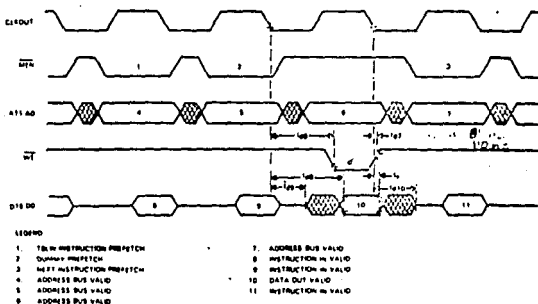 CLKOUT
MEN
1
2
3
A11-A0
4
5
6
7
WE
D15-D0
8
9
10
11
LEGEND
1. TBLW INSTRUCTION PREFETCH
2 DUMMY PREFETCH
3 NEXT INSTRUCTION PREFETCH
4 ADDRESS BUS VALID
5 ADDRESS BUS VALID
6 ADDRESS BUS VALID
7. ADDRESS BUS VALID
8 INSTRUCTION IN VALID
9 INSTRUCTION IN VALID
10 DATA OUT VALID
11 INSTRUCTION IN VALID